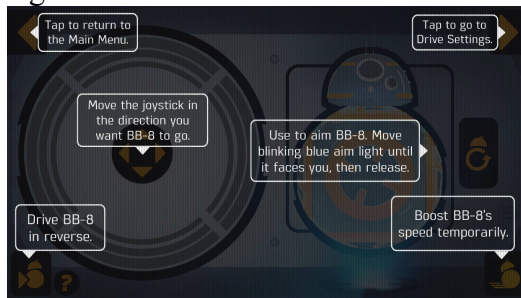 Tap to return to
the Main Menu.
Tap to go to
Drive Settings.
Move the joystick in
the direction you
want BB-8 to go.
Use to aim BB-8. Move
blinking blue aim light until
it faces you, then release.
Drive BB-8
in reverse.
?
Boost BB-8's
speed temporarily.